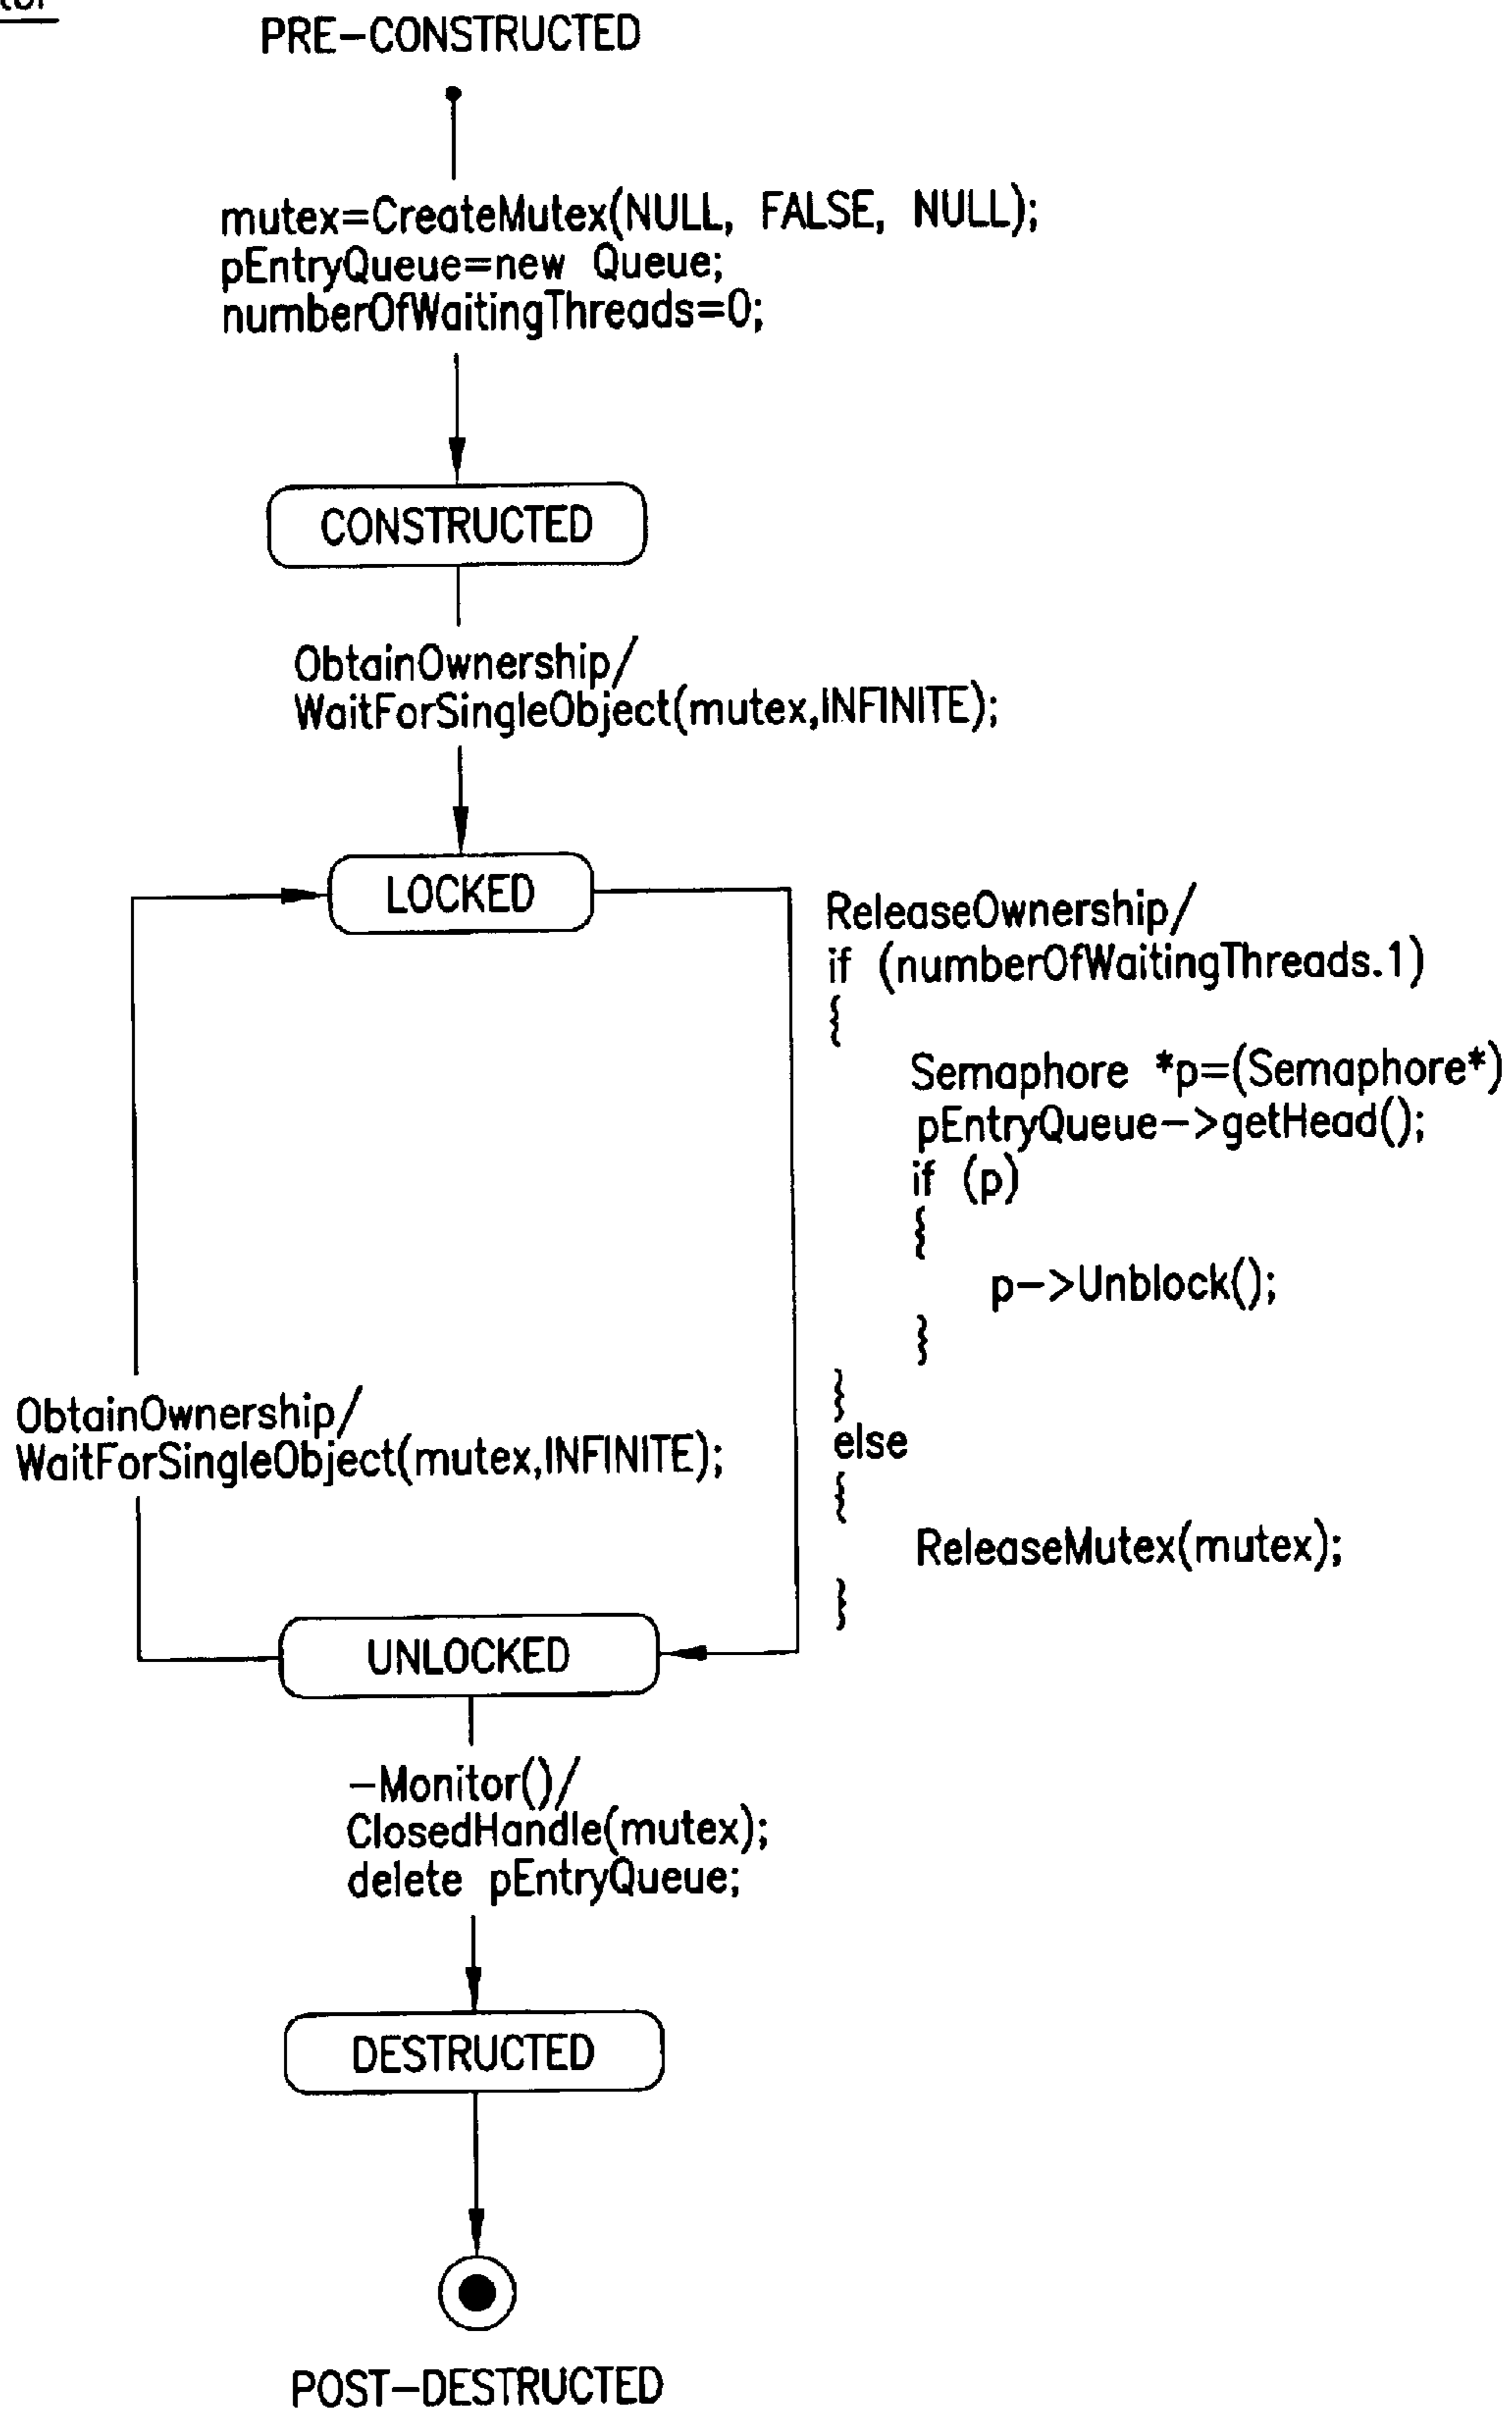 PRE-CONSTRUCTED
mutex=CreateMutex(NULL, FALSE, NULL);
pEntryQueue=new Queue;
numberOfWaitingThreads=0;
CONSTRUCTED
ObtainOwnership/
WaitForSingleObject(mutex,INFINITE);
LOCKED
ReleaseOwnership/
if (numberOfWaitingThreads.1)
{
Semaphore *p=(Semaphore*)
pEntryQueue->getHead();
if (p)
{
p->Unblock();
}
}
else
{
ReleaseMutex(mutex);
}
ObtainOwnership/
WaitForSingleObject(mutex,INFINITE);
UNLOCKED
-Monitor()/
ClosedHandle(mutex);
delete pEntryQueue;
DESTRUCTED
POST-DESTRUCTED